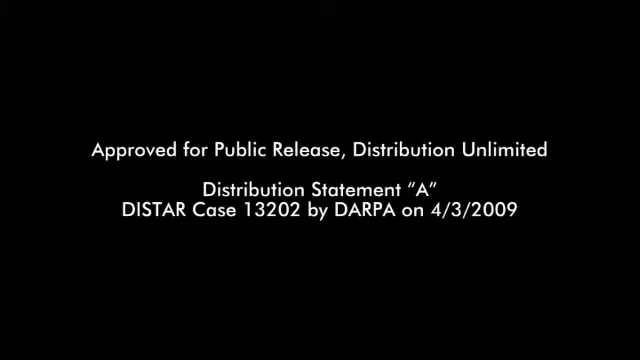 Approved for Public Release, Distribution Unlimited
Distribution Statement “A”
DISTAR Case 13202 by DARPA on 4/3/2009